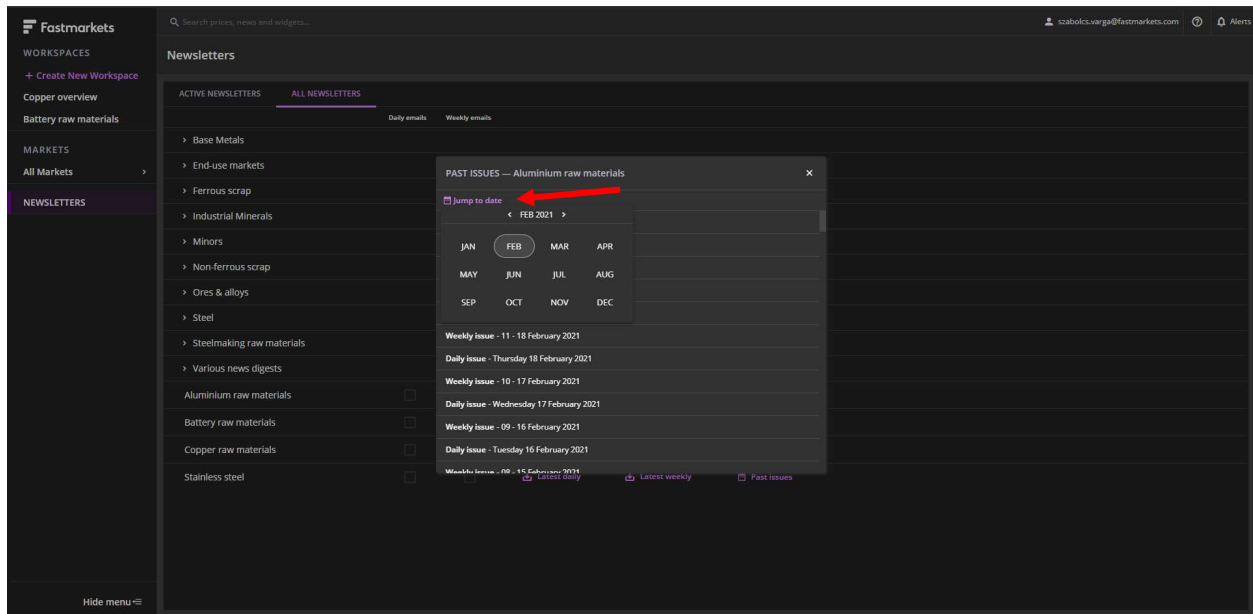 Fastmarkets
Search prices, news and widgets...
szabolcs.varga@fastmarkets.com
Alerts
WORKSPACES
+ Create New Workspace
Copper overview
Battery raw materials
MARKETS
All Markets
NEWSLETTERS
Hide menu
Newsletters
ACTIVE NEWSLETTERS ALL NEWSLETTERS
Daily emails Weekly emails
Base Metals
End-use markets
Ferrous scrap
Industrial Minerals
Minors
Non-ferrous scrap
Ores & alloys
Steel
Steelmaking raw materials
Various news digests
Aluminium raw materials
Battery raw materials
Copper raw materials
Stainless steel
Latest daily Latest weekly Past issues
PAST ISSUES — Aluminium raw materials
Jump to date
FEB 2021
JAN FEB MAR APR
MAY JUN JUL AUG
SEP OCT NOV DEC
Weekly issue - 11 - 18 February 2021
Daily issue - Thursday 18 February 2021
Weekly issue - 10 - 17 February 2021
Daily issue - Wednesday 17 February 2021
Weekly issue - 09 - 16 February 2021
Daily issue - Tuesday 16 February 2021
Weekly issue - 08 - 15 February 2021